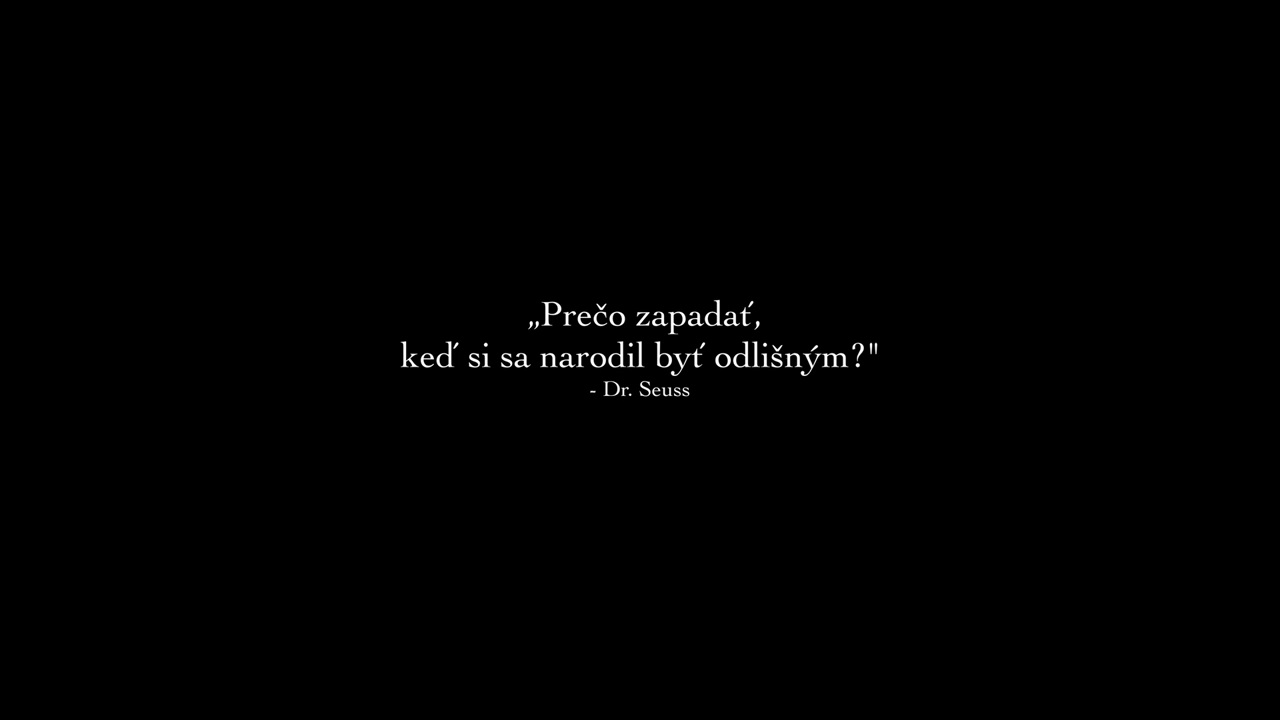 „Prečo zapadať,
keď si sa narodil byť odlišným?"
- Dr. Seuss